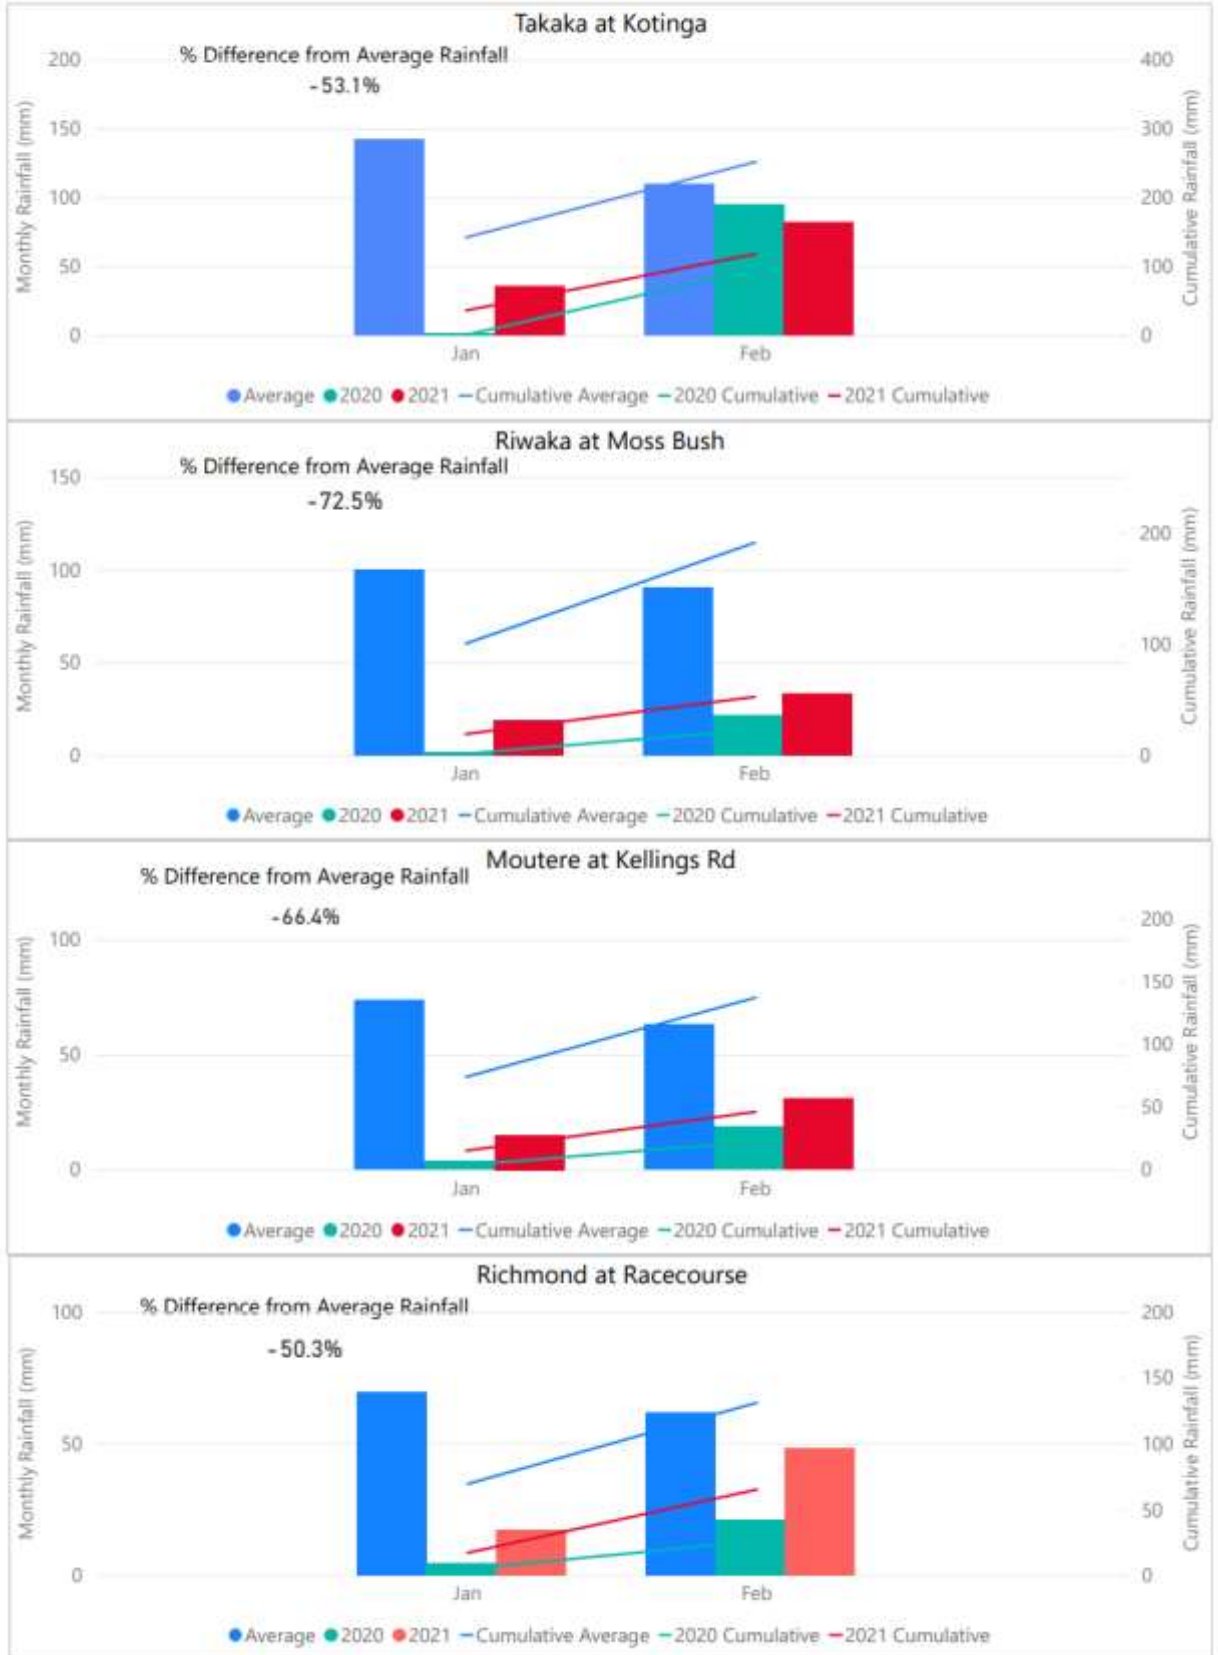 Takaka at Kotinga
% Difference from Average Rainfall
-53.1%
Monthly Rainfall (mm)
200
150
100
50
0
Cumulative Rainfall (mm)
400
300
200
100
0
Jan Feb
Average 2020 2021 Cumulative Average 2020 Cumulative 2021 Cumulative
Riwaka at Moss Bush
% Difference from Average Rainfall
-72.5%
Monthly Rainfall (mm)
150
100
50
0
Cumulative Rainfall (mm)
200
100
0
Jan Feb
Average 2020 2021 Cumulative Average 2020 Cumulative 2021 Cumulative
Moutere at Kellings Rd
% Difference from Average Rainfall
-66.4%
Monthly Rainfall (mm)
100
50
0
Cumulative Rainfall (mm)
200
150
100
50
0
Jan Feb
Average 2020 2021 Cumulative Average 2020 Cumulative 2021 Cumulative
Richmond at Racecourse
% Difference from Average Rainfall
-50.3%
Monthly Rainfall (mm)
100
50
0
Cumulative Rainfall (mm)
200
150
100
50
0
Jan Feb
Average 2020 2021 Cumulative Average 2020 Cumulative 2021 Cumulative